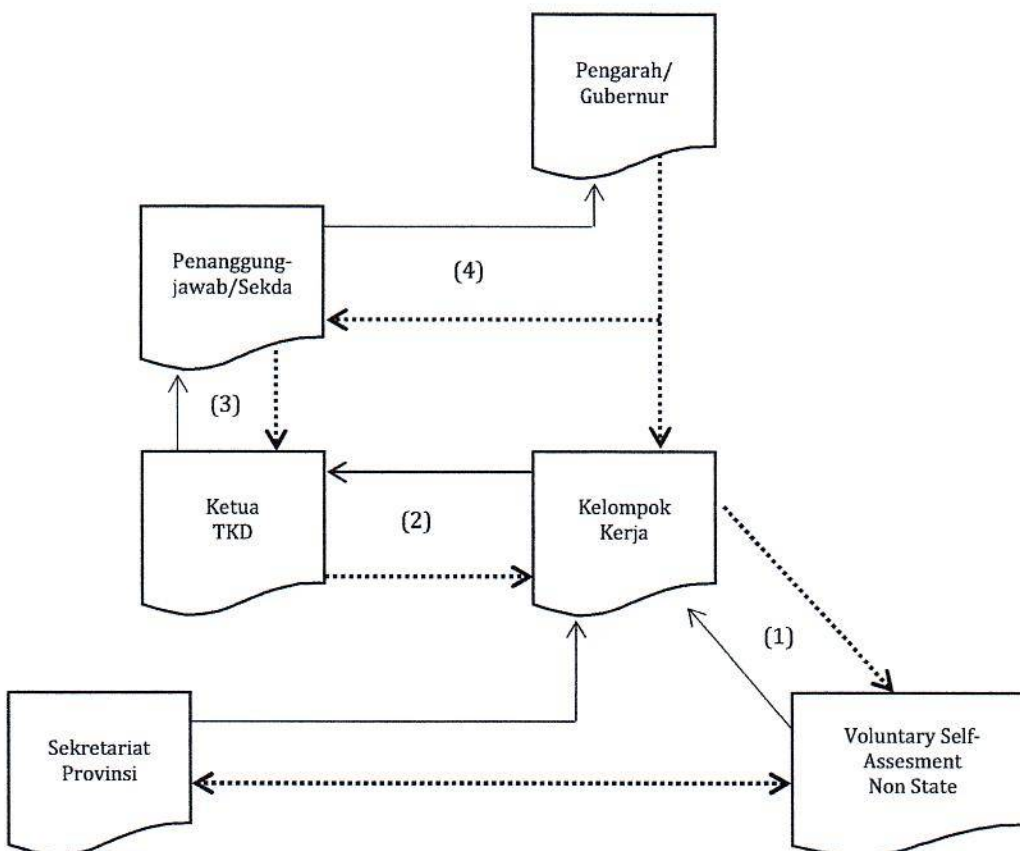 Pengarah/
Gubernur
Penanggung-
jawab/Sekda
(4)
(3)
Ketua
TKD
(2)
Kelompok
Kerja
(1)
Sekretariat
Provinsi
Voluntary Self-
Assesment
Non State